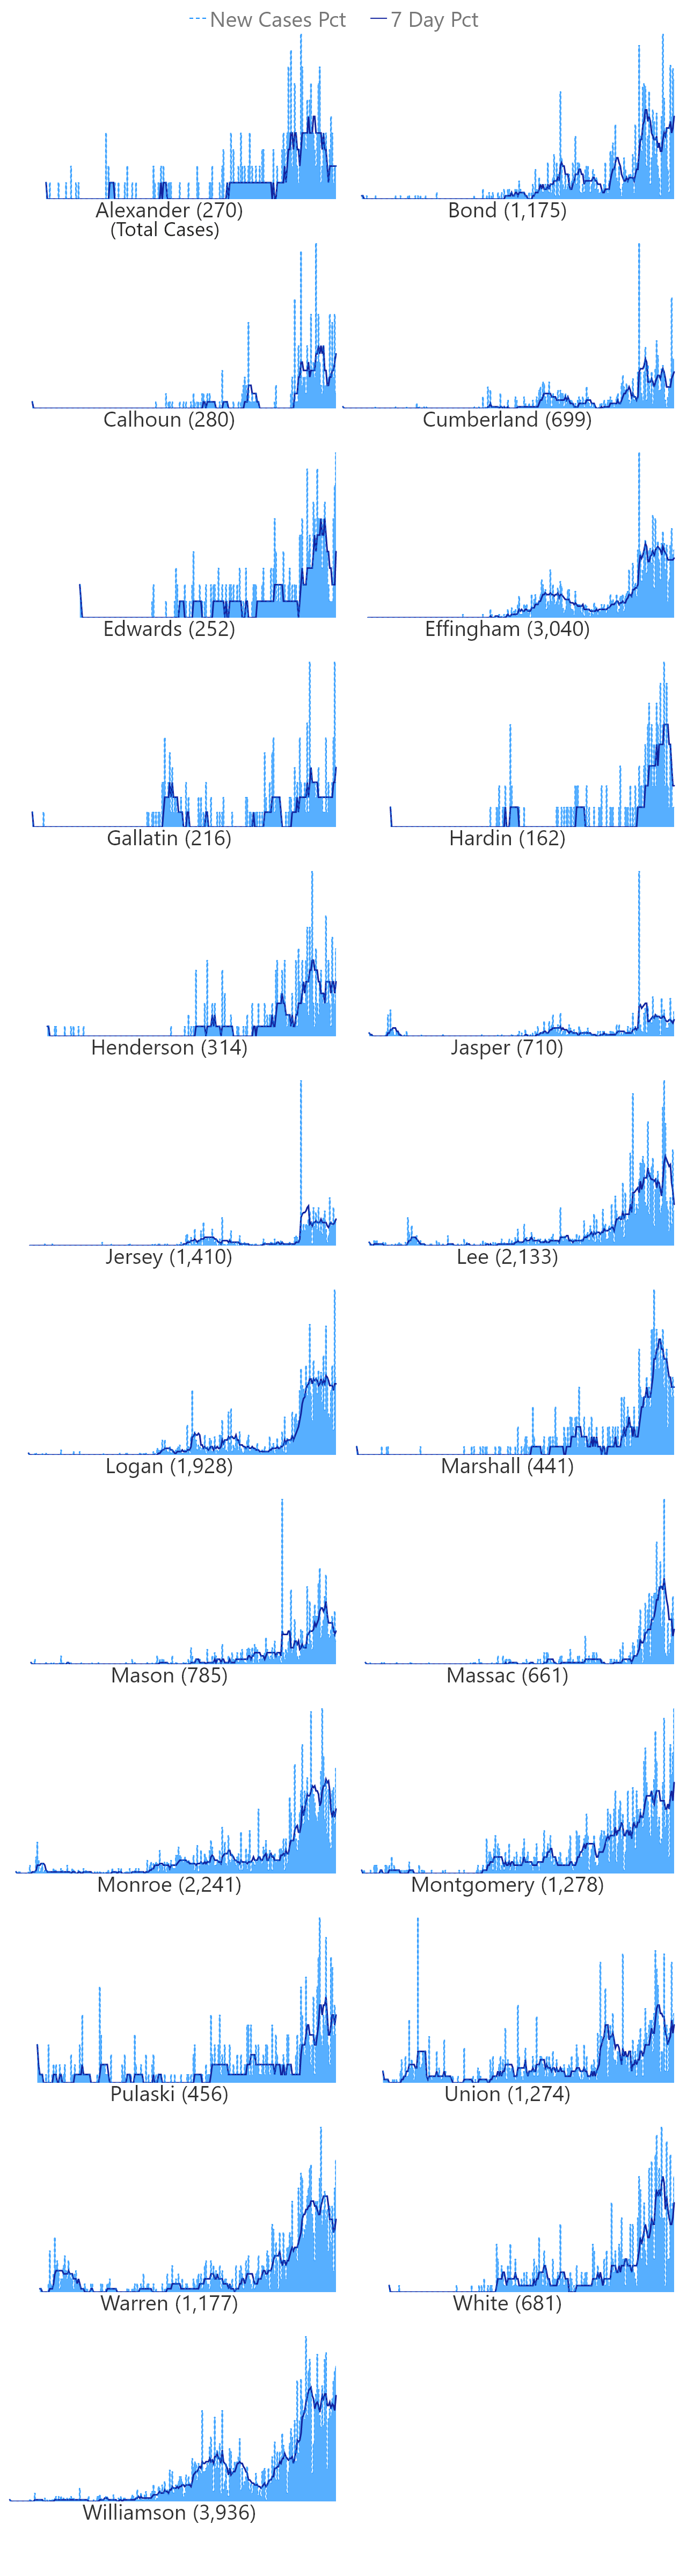 New Cases Pct 7 Day Pct
Alexander (270) Bond (1,175)
(Total Cases)
Calhoun (280) Cumberland (699)
Edwards (252) Effingham (3,040)
Gallatin (216) Hardin (162)
Henderson (314) Jasper (710)
Jersey (1,410) Lee (2,133)
Logan (1,928) Marshall (441)
Mason (785) Massac (661)
Monroe (2,241) Montgomery (1,278)
Pulaski (456) Union (1,274)
Warren (1,177) White (681)
Williamson (3,936)